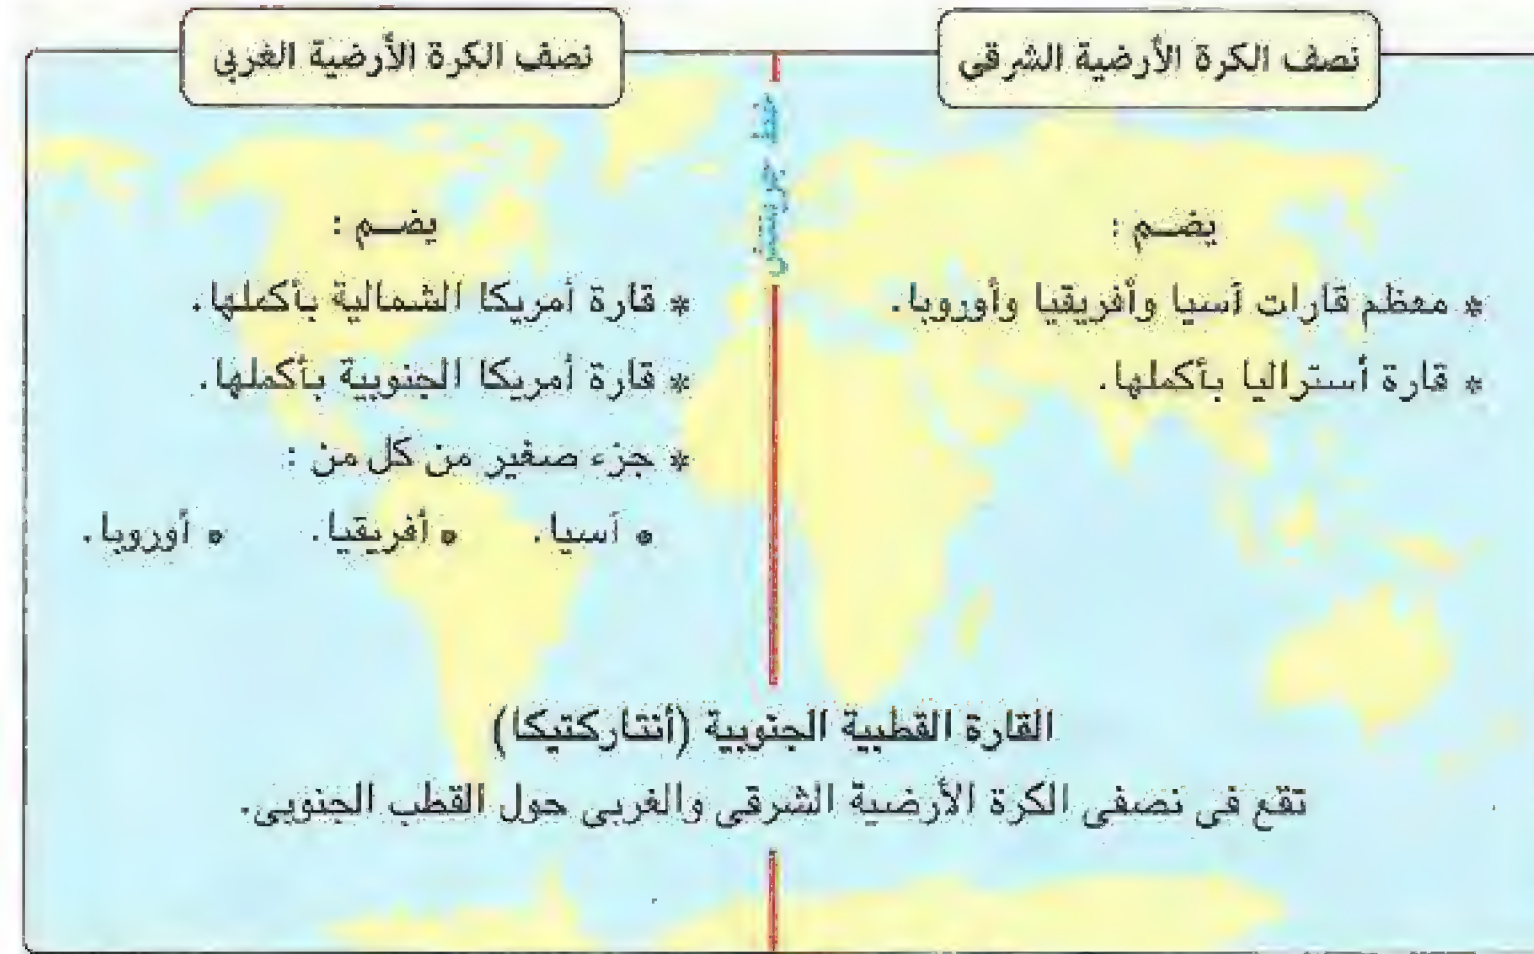 نصف الكرة الأرضية الشرقى
يضم :
* معظم قارات آسيا وأفريقيا وأوروبا.
* قارة أستراليا بأكملها.
خط جرينتش
نصف الكرة الأرضية الغربى
يضم :
* قارة أمريكا الشمالية بأكملها.
* قارة أمريكا الجنوبية بأكملها.
* جزء صغير من كل من :
* آسيا. * أفريقيا. * أوروبا.
القارة القطبية الجنوبية (أنتاركتيكا)
تقع فى نصفى الكرة الأرضية الشرقى والغربى حول القطب الجنوبى.